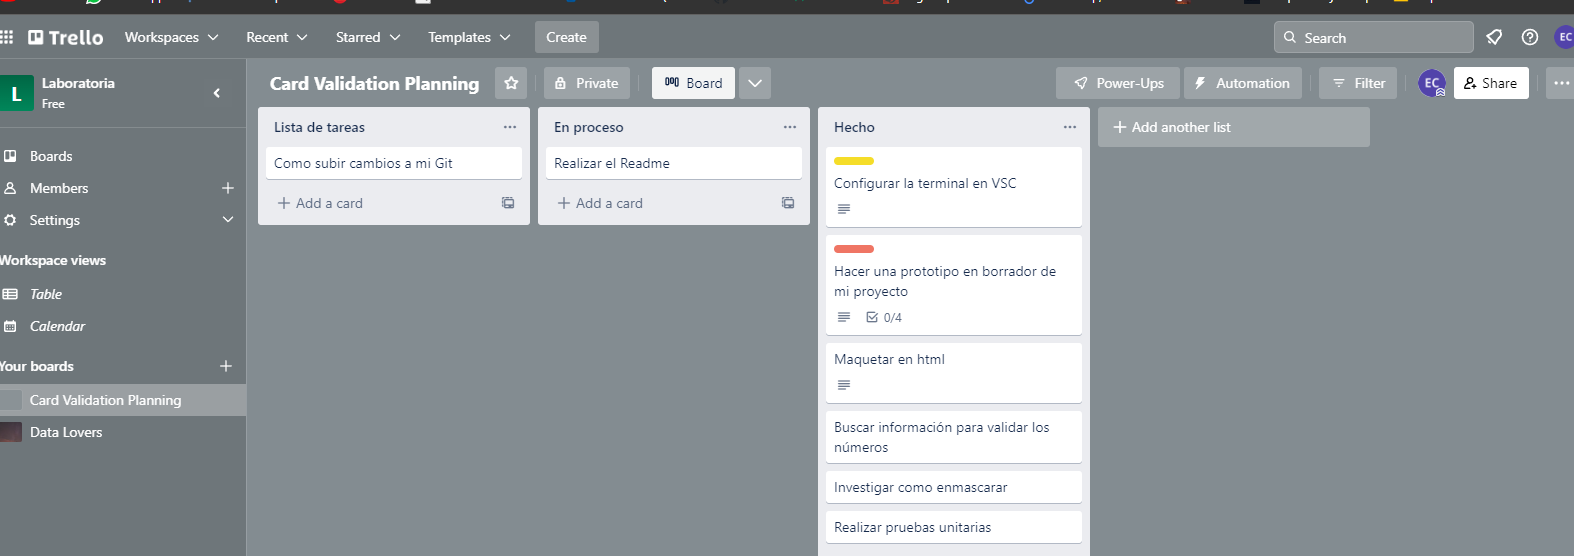 Trello
Workspaces
Recent
Starred
Templates
Create
Search
EC
L
Laboratoria
Free
Card Validation Planning
Private
Board
Power-Ups
Automation
Filter
EC
Share
Boards
Members
Settings
Workspace views
Table
Calendar
Your boards
Card Validation Planning
Data Lovers
Lista de tareas
Como subir cambios a mi Git
Add a card
En proceso
Realizar el Readme
Add a card
Hecho
Configurar la terminal en VSC
Hacer una prototipo en borrador de
mi proyecto
0/4
Maquetar en html
Buscar información para validar los
números
Investigar como enmascarar
Realizar pruebas unitarias
Add another list